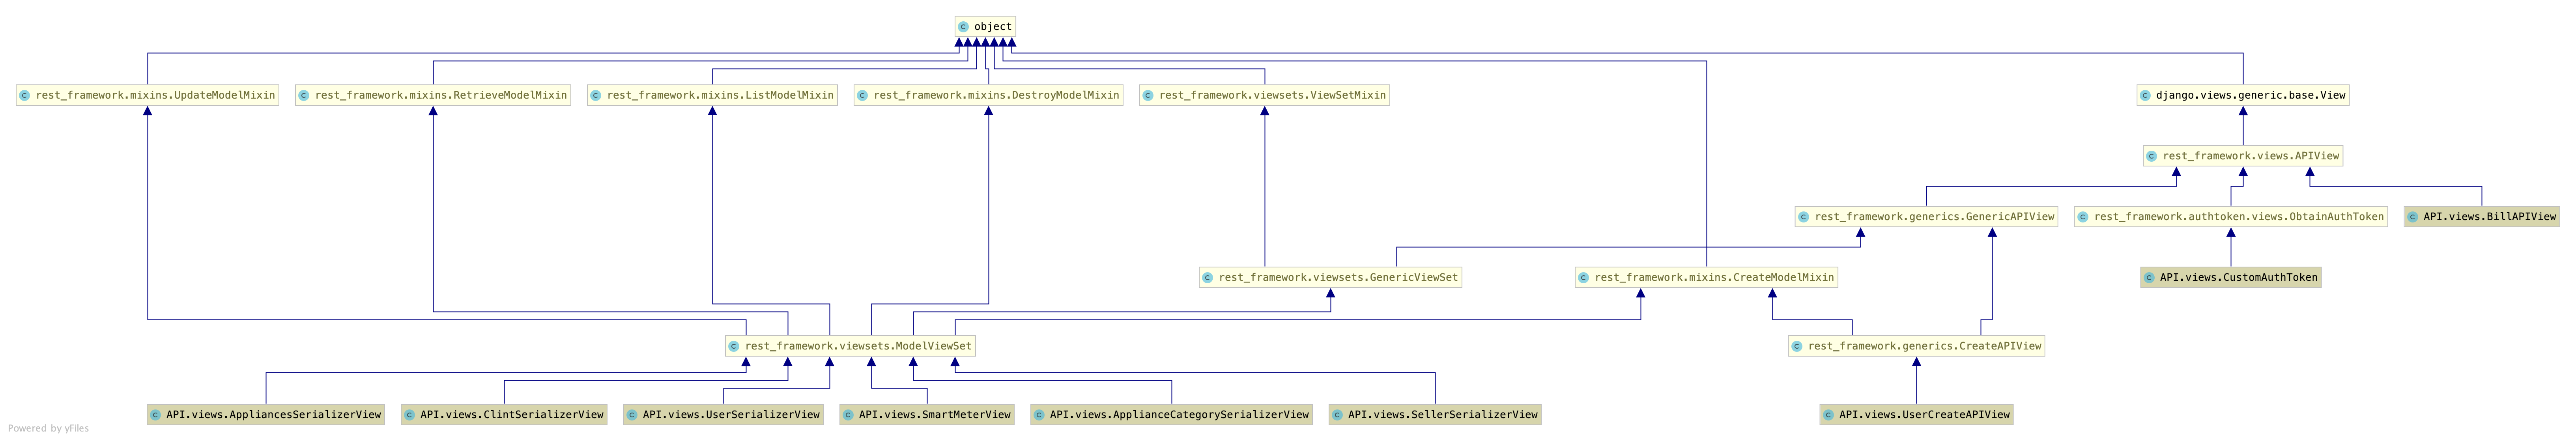 object
rest_framework.mixins.UpdateModelMixin
rest_framework.mixins.RetrieveModelMixin
rest_framework.mixins.ListModelMixin
rest_framework.mixins.DestroyModelMixin
rest_framework.viewsets.ViewSetMixin
django.views.generic.base.View
rest_framework.views.APIView
rest_framework.generics.GenericAPIView
rest_framework.authtoken.views.ObtainAuthToken
API.views.BillAPIView
rest_framework.viewsets.GenericViewSet
rest_framework.mixins.CreateModelMixin
API.views.CustomAuthToken
rest_framework.viewsets.ModelViewSet
rest_framework.generics.CreateAPIView
API.views.AppliancesSerializerView
API.views.ClintSerializerView
API.views.UserSerializerView
API.views.SmartMeterView
API.views.ApplianceCategorySerializerView
API.views.SellerSerializerView
API.views.UserCreateAPIView
Powered by yFiles